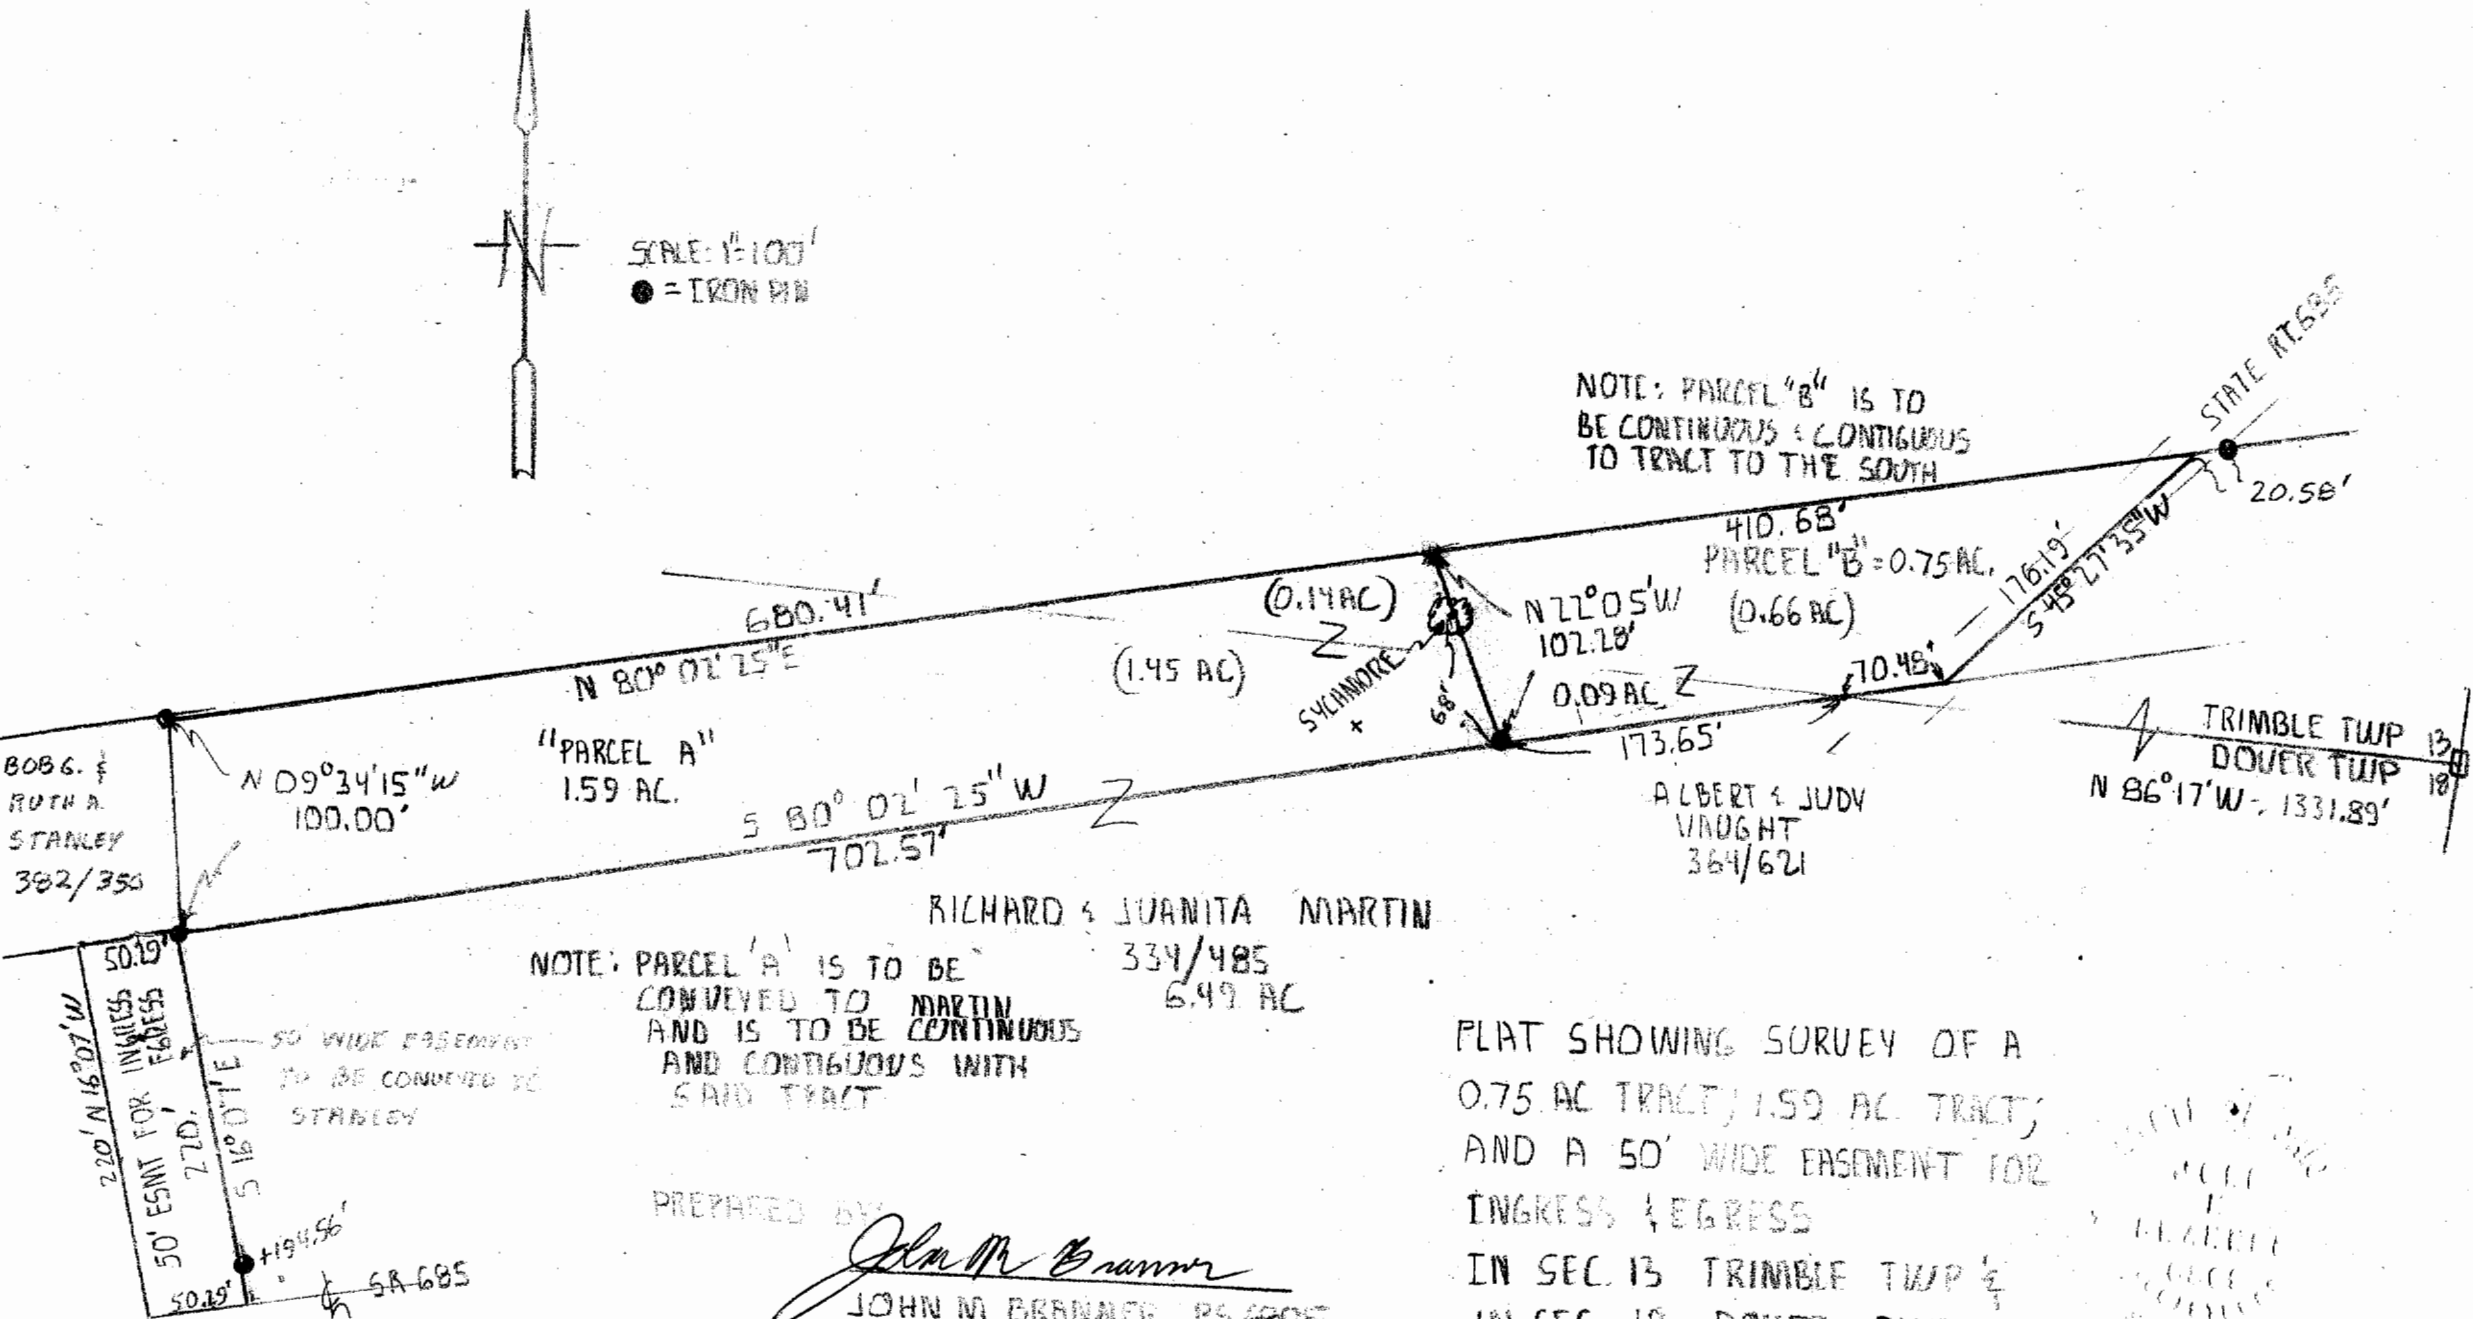 N
SCALE: 1"=100'
● = IRON PIN
STATE RT. 685
NOTE: PARCEL "B" IS TO
BE CONTINUOUS & CONTIGUOUS
TO TRACT TO THE SOUTH
20.58'
410.68'
PARCEL "B" = 0.75 AC.
(0.66 AC)
176.19'
S 45° 27' 35" W
680.41'
N 80° 02' 25" E
(0.14 AC)
(1.45 AC)
Z
SYCAMORE
+
68'
N 22° 05' W
102.28'
0.09 AC
Z
70.48'
173.65'
TRIMBLE TWP 13
DOVER TWP 18
N 86° 17' W - 1331.89'
BOB G. &
RUTH A.
STANLEY
382/350
N 09° 34' 15" W
100.00'
"PARCEL A"
1.59 AC.
S 80° 02' 25" W
702.57'
Z
ALBERT & JUDY
VAUGHT
364/621
RICHARD & JUANITA MARTIN
334/485
6.49 AC
NOTE: PARCEL 'A' IS TO BE
CONVEYED TO MARTIN
AND IS TO BE CONTINUOUS
AND CONTIGUOUS WITH
SAID TRACT
50.29'
220' N 16° 07' W
50' ESMT FOR INGRESS
EGRESS
220'
S 16° 07' E
50' WIDE EASEMENT
TO BE CONVEYED TO
STANLEY
+194.56'
50.29'
SR 685
PREPARED BY:
John M Branner
JOHN M BRANNER PS
PLAT SHOWING SURVEY OF A
0.75 AC TRACT; 1.59 AC. TRACT;
AND A 50' WIDE EASEMENT FOR
INGRESS & EGRESS
IN SEC. 13 TRIMBLE TWP &
IN SEC. 18 DOVER